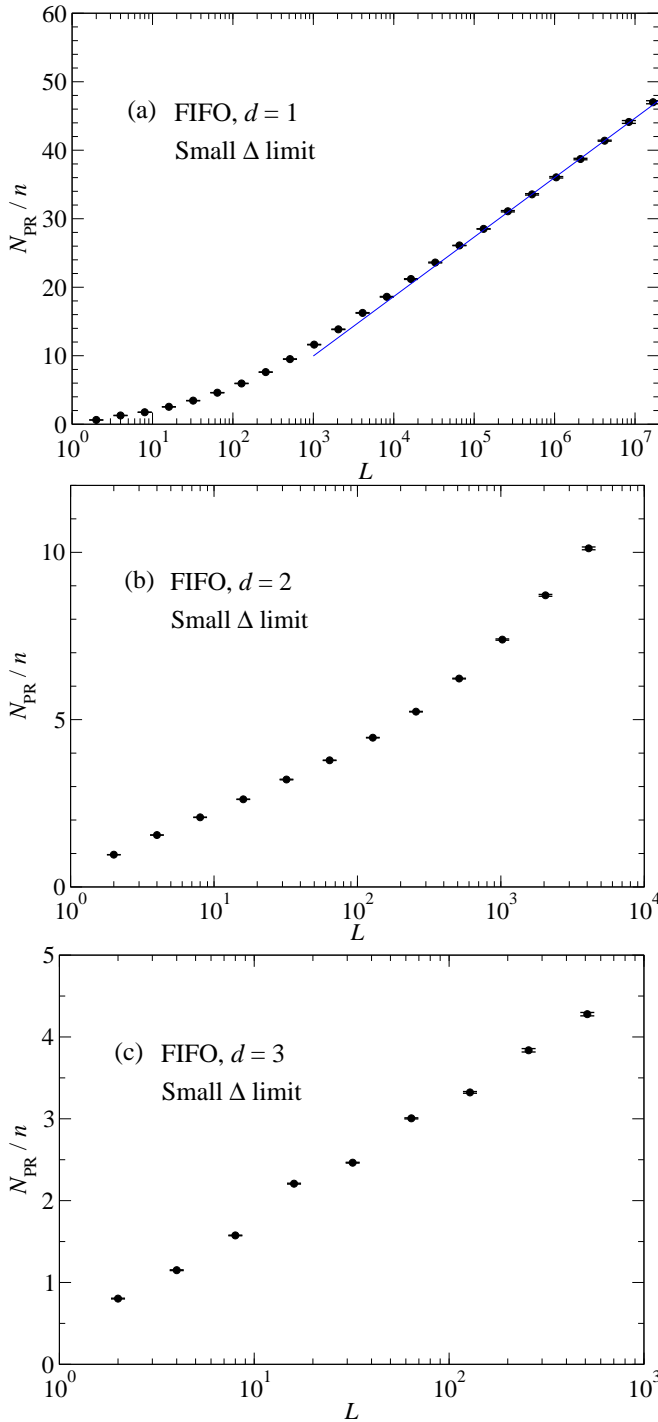 60
50
40
30
20
10
0
N_PR / n
(a) FIFO, d = 1
Small Δ limit
10^0 10^1 10^2 10^3 10^4 10^5 10^6 10^7
L
10
5
0
N_PR / n
(b) FIFO, d = 2
Small Δ limit
10^0 10^1 10^2 10^3 10^4
L
5
4
3
2
1
0
N_PR / n
(c) FIFO, d = 3
Small Δ limit
10^0 10^1 10^2 10^3
L